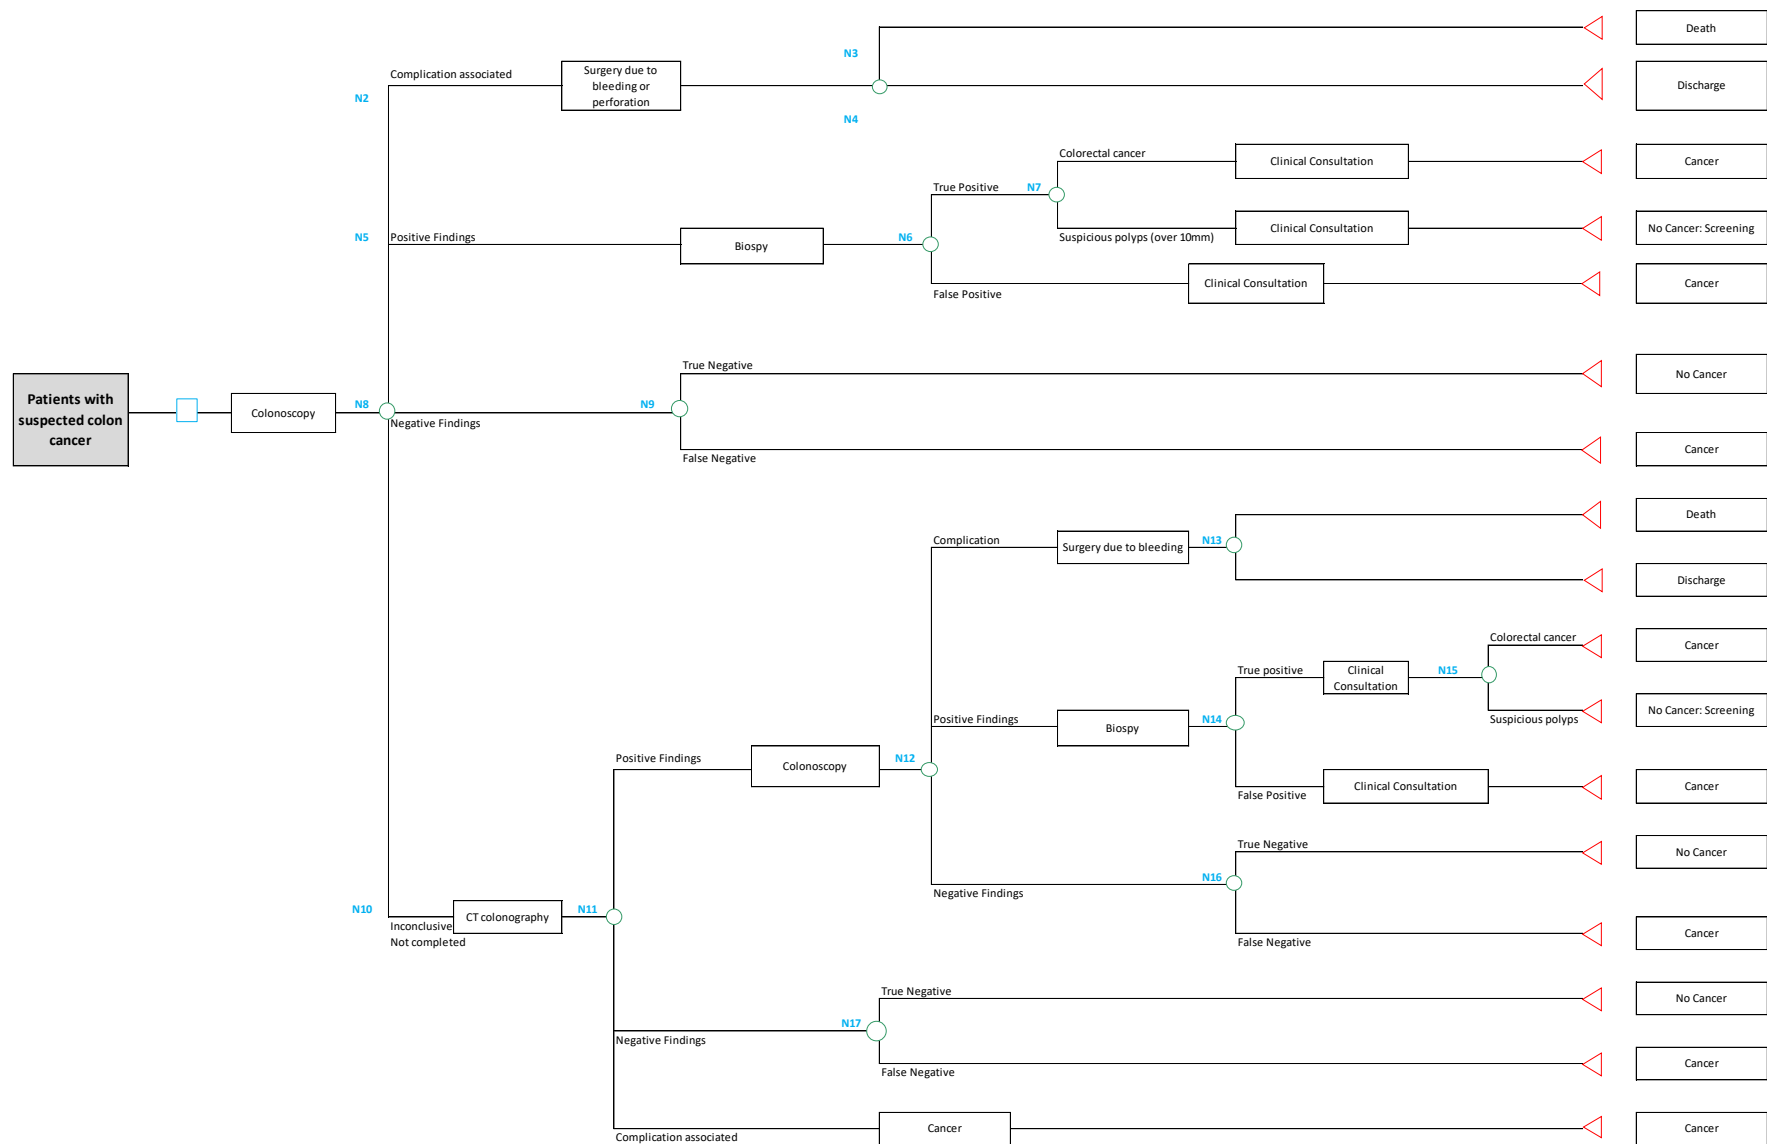 Death
N3
Complication associated
Surgery due to
bleeding or
perforation
N2
Discharge
N4
Colorectal cancer
Clinical Consultation
Cancer
True Positive
N7
Positive Findings
N5
Biospy
N6
Suspicious polyps (over 10mm)
Clinical Consultation
No Cancer: Screening
False Positive
Clinical Consultation
Cancer
True Negative
No Cancer
Patients with
suspected colon
cancer
Colonoscopy
N8
Negative Findings
N9
False Negative
Cancer
Death
Complication
Surgery due to bleeding
N13
Discharge
Colorectal cancer
Cancer
True positive
Clinical
Consultation
N15
Positive Findings
Biospy
N14
Suspicious polyps
No Cancer: Screening
Positive Findings
Colonoscopy
N12
False Positive
Clinical Consultation
Cancer
True Negative
No Cancer
Negative Findings
N16
N10
Inconclusive
Not completed
CT colonography
N11
False Negative
Cancer
True Negative
No Cancer
Negative Findings
N17
False Negative
Cancer
Complication associated
Cancer
Cancer